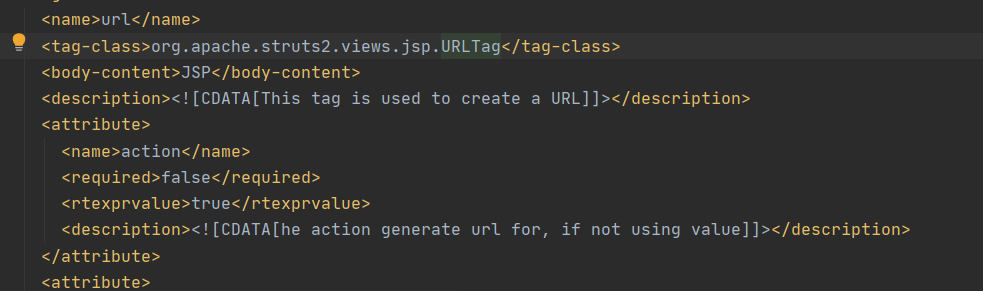 <name>url</name>
<tag-class>org.apache.struts2.views.jsp.URLTag</tag-class>
<body-content>JSP</body-content>
<description><![CDATA[This tag is used to create a URL]]></description>
<attribute>
<name>action</name>
<required>false</required>
<rtexprvalue>true</rtexprvalue>
<description><![CDATA[he action generate url for, if not using value]]></description>
</attribute>
<attribute>